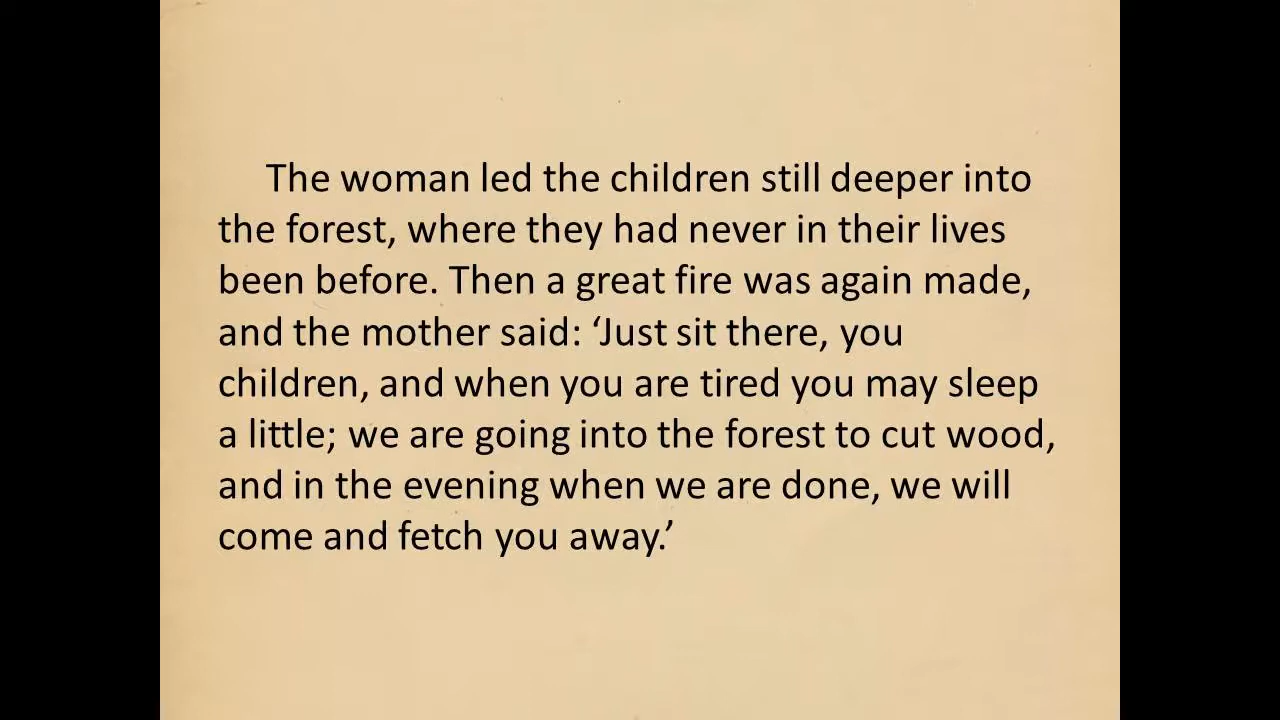 The woman led the children still deeper into
the forest, where they had never in their lives
been before. Then a great fire was again made,
and the mother said: ‘Just sit there, you
children, and when you are tired you may sleep
a little; we are going into the forest to cut wood,
and in the evening when we are done, we will
come and fetch you away.’